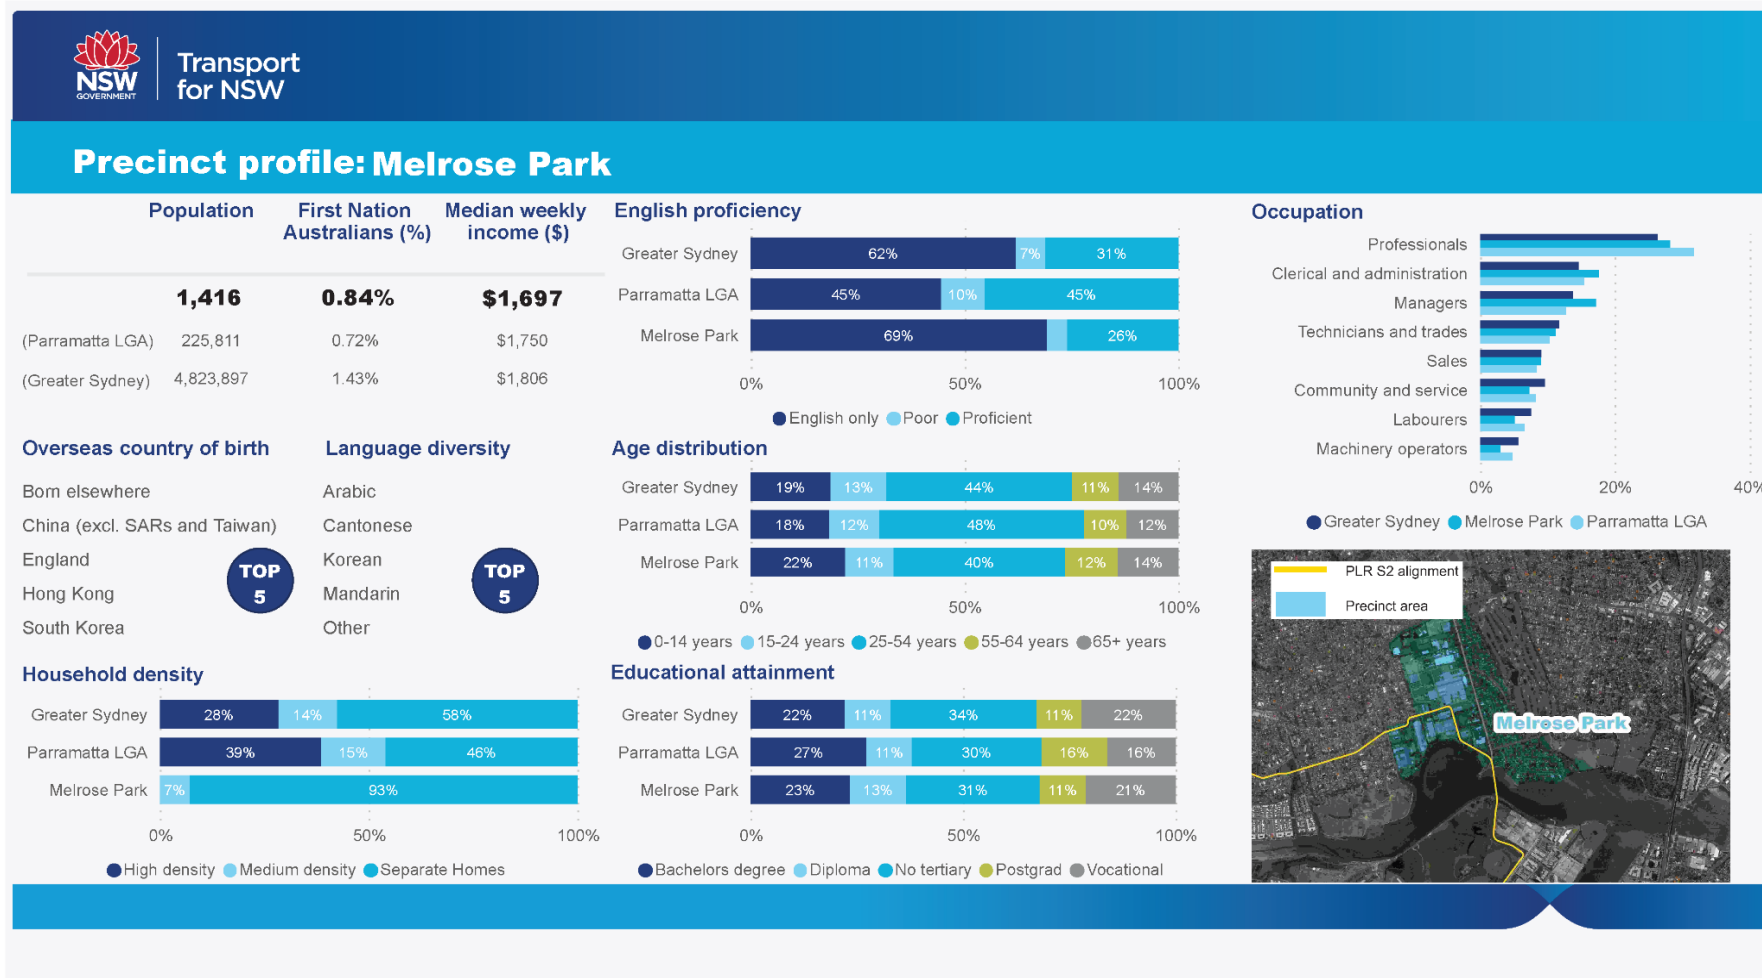 NSW
GOVERNMENT
Transport
for NSW
Precinct profile: Melrose Park
Population
First Nation
Australians (%)
Median weekly
income ($)
1,416 0.84% $1,697
(Parramatta LGA) 225,811 0.72% $1,750
(Greater Sydney) 4,823,897 1.43% $1,806
Overseas country of birth
Born elsewhere
China (excl. SARs and Taiwan)
England
Hong Kong
South Korea
TOP
5
Language diversity
Arabic
Cantonese
Korean
Mandarin
Other
TOP
5
Household density
Greater Sydney 28% 14% 58%
Parramatta LGA 39% 15% 46%
Melrose Park 7% 93%
0% 50% 100%
High density Medium density Separate Homes
English proficiency
Greater Sydney 62% 7% 31%
Parramatta LGA 45% 10% 45%
Melrose Park 69% 26%
0% 50% 100%
English only Poor Proficient
Age distribution
Greater Sydney 19% 13% 44% 11% 14%
Parramatta LGA 18% 12% 48% 10% 12%
Melrose Park 22% 11% 40% 12% 14%
0% 50% 100%
0-14 years 15-24 years 25-54 years 55-64 years 65+ years
Educational attainment
Greater Sydney 22% 11% 34% 11% 22%
Parramatta LGA 27% 11% 30% 16% 16%
Melrose Park 23% 13% 31% 11% 21%
0% 50% 100%
Bachelors degree Diploma No tertiary Postgrad Vocational
Occupation
Professionals
Clerical and administration
Managers
Technicians and trades
Sales
Community and service
Labourers
Machinery operators
0% 20% 40%
Greater Sydney Melrose Park Parramatta LGA
PLR S2 alignment
Precinct area
Melrose Park